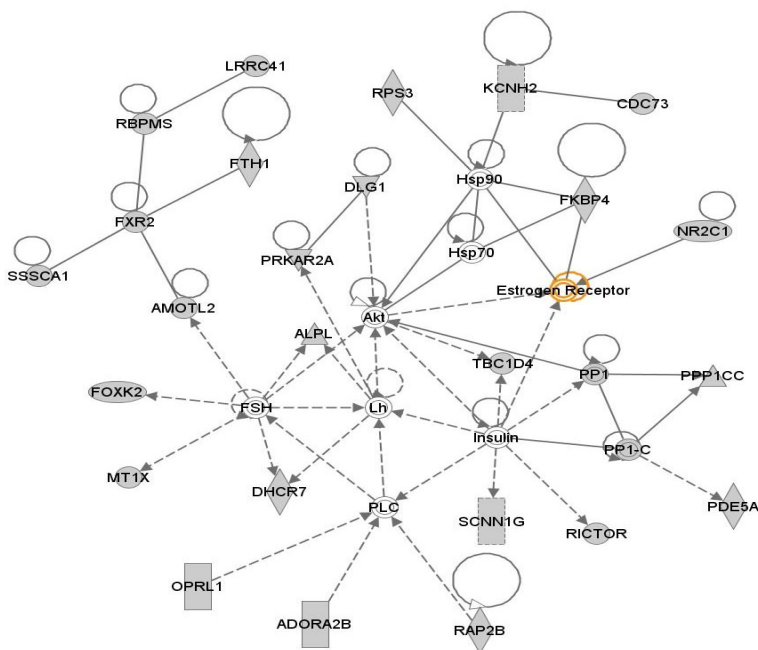 LRRC41
KCNH2
RPS3
CDC73
RBPMS
FTH1
DLG1
Hsp90
FKBP4
FXR2
NR2C1
Hsp70
PRKAR2A
SSSCA1
Estrogen Receptor
AMOTL2
Akt
ALPL
TBC1D4
PP1
PPP1CC
FOXK2
FSH
Lh
Insulin
PP1-C
MT1X
DHCR7
PLC
SCNN1G
RICTOR
PDE5A
OPRL1
ADORA2B
RAP2B